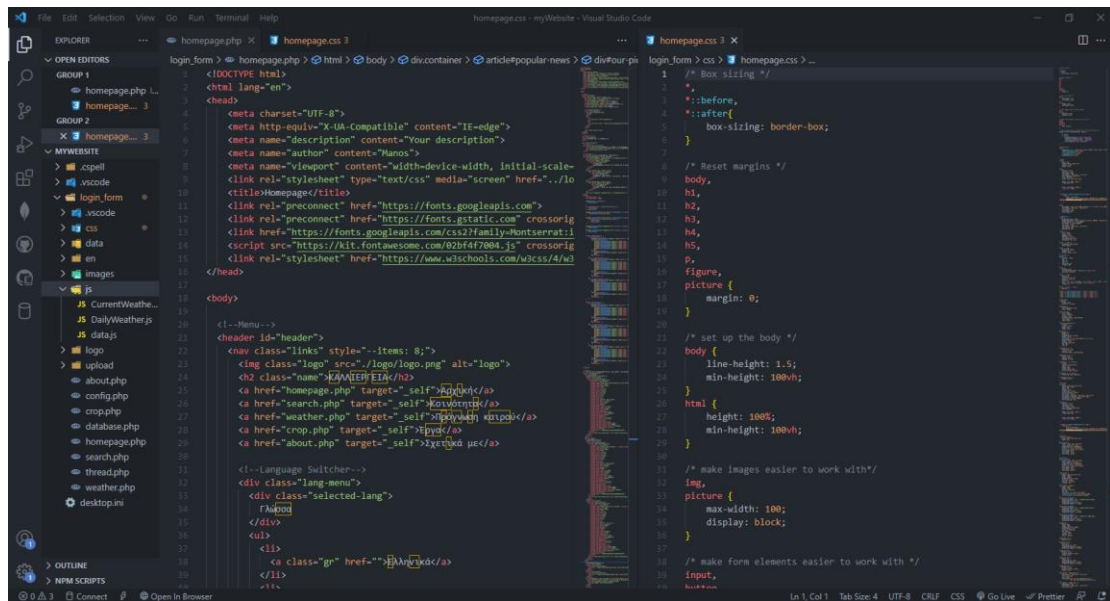 File Edit Selection View Go Run Terminal Help
homepage.css - myWebsite - Visual Studio Code
EXPLORER
OPEN EDITORS
GROUP 1
homepage.php
homepage.... 3
GROUP 2
homepage.... 3
MYWEBSITE
.cspell
.vscode
login_form
.vscode
css
data
en
images
js
JS CurrentWeathe...
JS DailyWeather.js
JS data.js
logo
upload
about.php
config.php
crop.php
database.php
homepage.php
search.php
thread.php
weather.php
desktop.ini
OUTLINE
NPM SCRIPTS
homepage.php homepage.css 3
login_form > homepage.php > html > body > div.container > article#popular-news > div#our-pi
1 <!DOCTYPE html>
2 <html lang="en">
3 <head>
4 <meta charset="UTF-8">
5 <meta http-equiv="X-UA-Compatible" content="IE=edge">
6 <meta name="description" content="Your description">
7 <meta name="author" content="Manos">
8 <meta name="viewport" content="width=device-width, initial-scale=
9 <link rel="stylesheet" type="text/css" media="screen" href="../lo
10 <title>Homepage</title>
11 <link rel="preconnect" href="https://fonts.googleapis.com">
12 <link rel="preconnect" href="https://fonts.gstatic.com" crossorig
13 <link href="https://fonts.googleapis.com/css2?family=Montserrat:i
14 <script src="https://kit.fontawesome.com/02bf4f7004.js" crossorig
15 <link rel="stylesheet" href="https://www.w3schools.com/w3css/4/w3
16 </head>
17
18 <body>
19
20 <!--Menu-->
21 <header id="header">
22 <nav class="links" style="--items: 8;">
23 <img class="logo" src="./logo/logo.png" alt="logo">
24 <h2 class="name">ΚΑΛΛΙΕΡΓΕΙΑ</h2>
25 <a href="homepage.php" target="_self">Αρχική</a>
26 <a href="search.php" target="_self">Κοινότητα</a>
27 <a href="weather.php" target="_self">Πρόγνωση καιρού</a>
28 <a href="crop.php" target="_self">Έργα</a>
29 <a href="about.php" target="_self">Σχετικά με</a>
30
31 <!--Language Switcher-->
32 <div class="lang-menu">
33 <div class="selected-lang">
34 Γλώσσα
35 </div>
36 <ul>
37 <li>
38 <a class="gr" href="">Ελληνικά</a>
39 </li>
homepage.css 3
login_form > css > homepage.css > ...
1 /* Box sizing */
2 *,
3 *::before,
4 *::after{
5 box-sizing: border-box;
6 }
7
8 /* Reset margins */
9 body,
10 h1,
11 h2,
12 h3,
13 h4,
14 h5,
15 p,
16 figure,
17 picture {
18 margin: 0;
19 }
20
21 /* set up the body */
22 body {
23 line-height: 1.5;
24 min-height: 100vh;
25 }
26 html {
27 height: 100%;
28 min-height: 100vh;
29 }
30
31 /* make images easier to work with*/
32 img,
33 picture {
34 max-width: 100;
35 display: block;
36 }
37
38 /* make form elements easier to work with */
39 input,
0 3 Connect Open In Browser
Ln 1, Col 1 Tab Size: 4 UTF-8 CRLF CSS Go Live Prettier